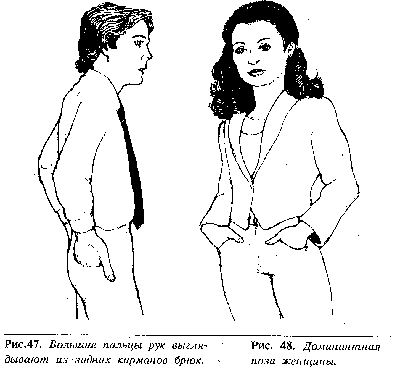 Рис.47. Большие пальцы рук выгля-
дывают из задних карманов брюк.
Рис. 48. Доминантная
поза женщины.